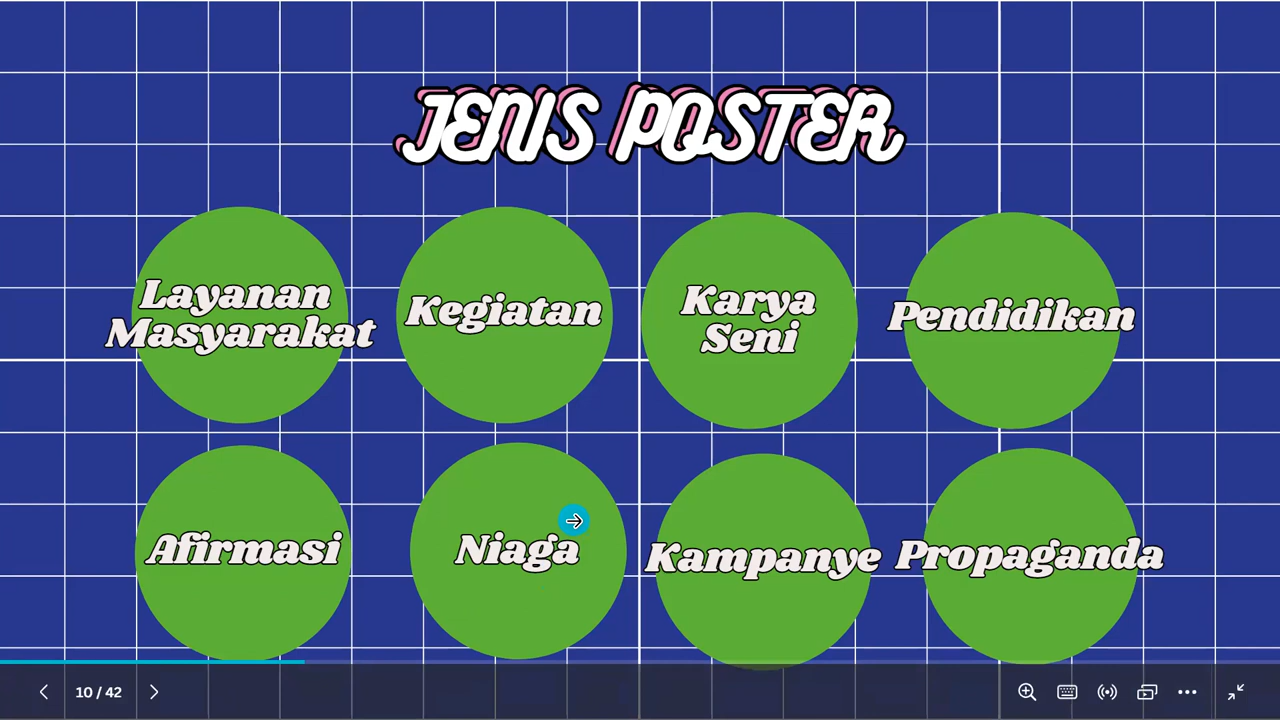 JENIS POSTER
Layanan
Masyarakat
Kegiatan
Karya
Seni
Pendidikan
Afirmasi
Niaga
Kampanye
Propaganda
10 / 42